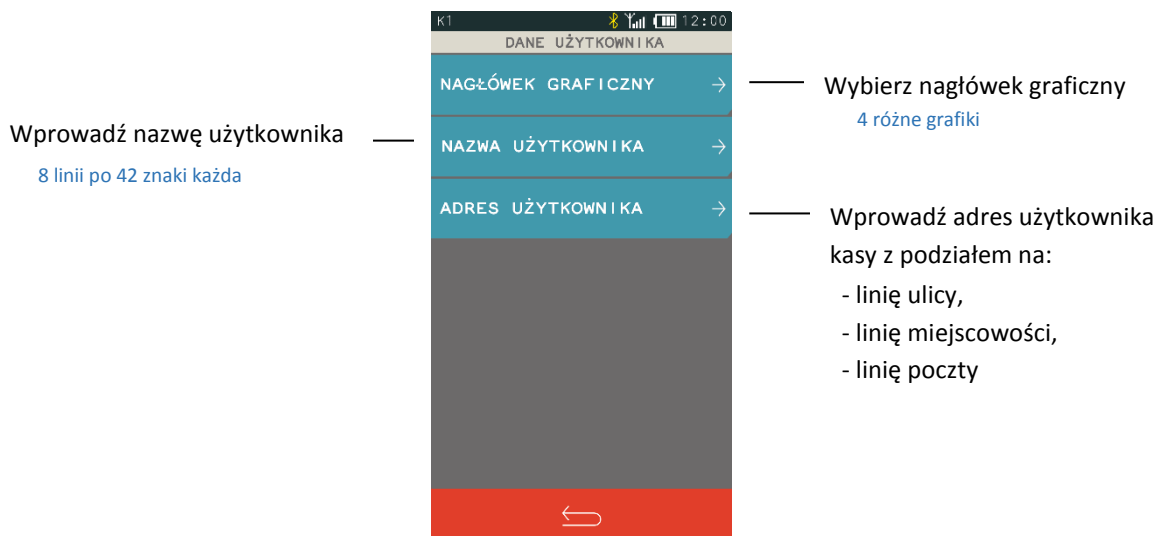 K1 12:00
DANE UŻYTKOWNIKA
NAGŁÓWEK GRAFICZNY
Wybierz nagłówek graficzny
4 różne grafiki
Wprowadź nazwę użytkownika
8 linii po 42 znaki każda
NAZWA UŻYTKOWNIKA
ADRES UŻYTKOWNIKA
Wprowadź adres użytkownika
kasy z podziałem na:
- linię ulicy,
- linię miejscowości,
- linię poczty